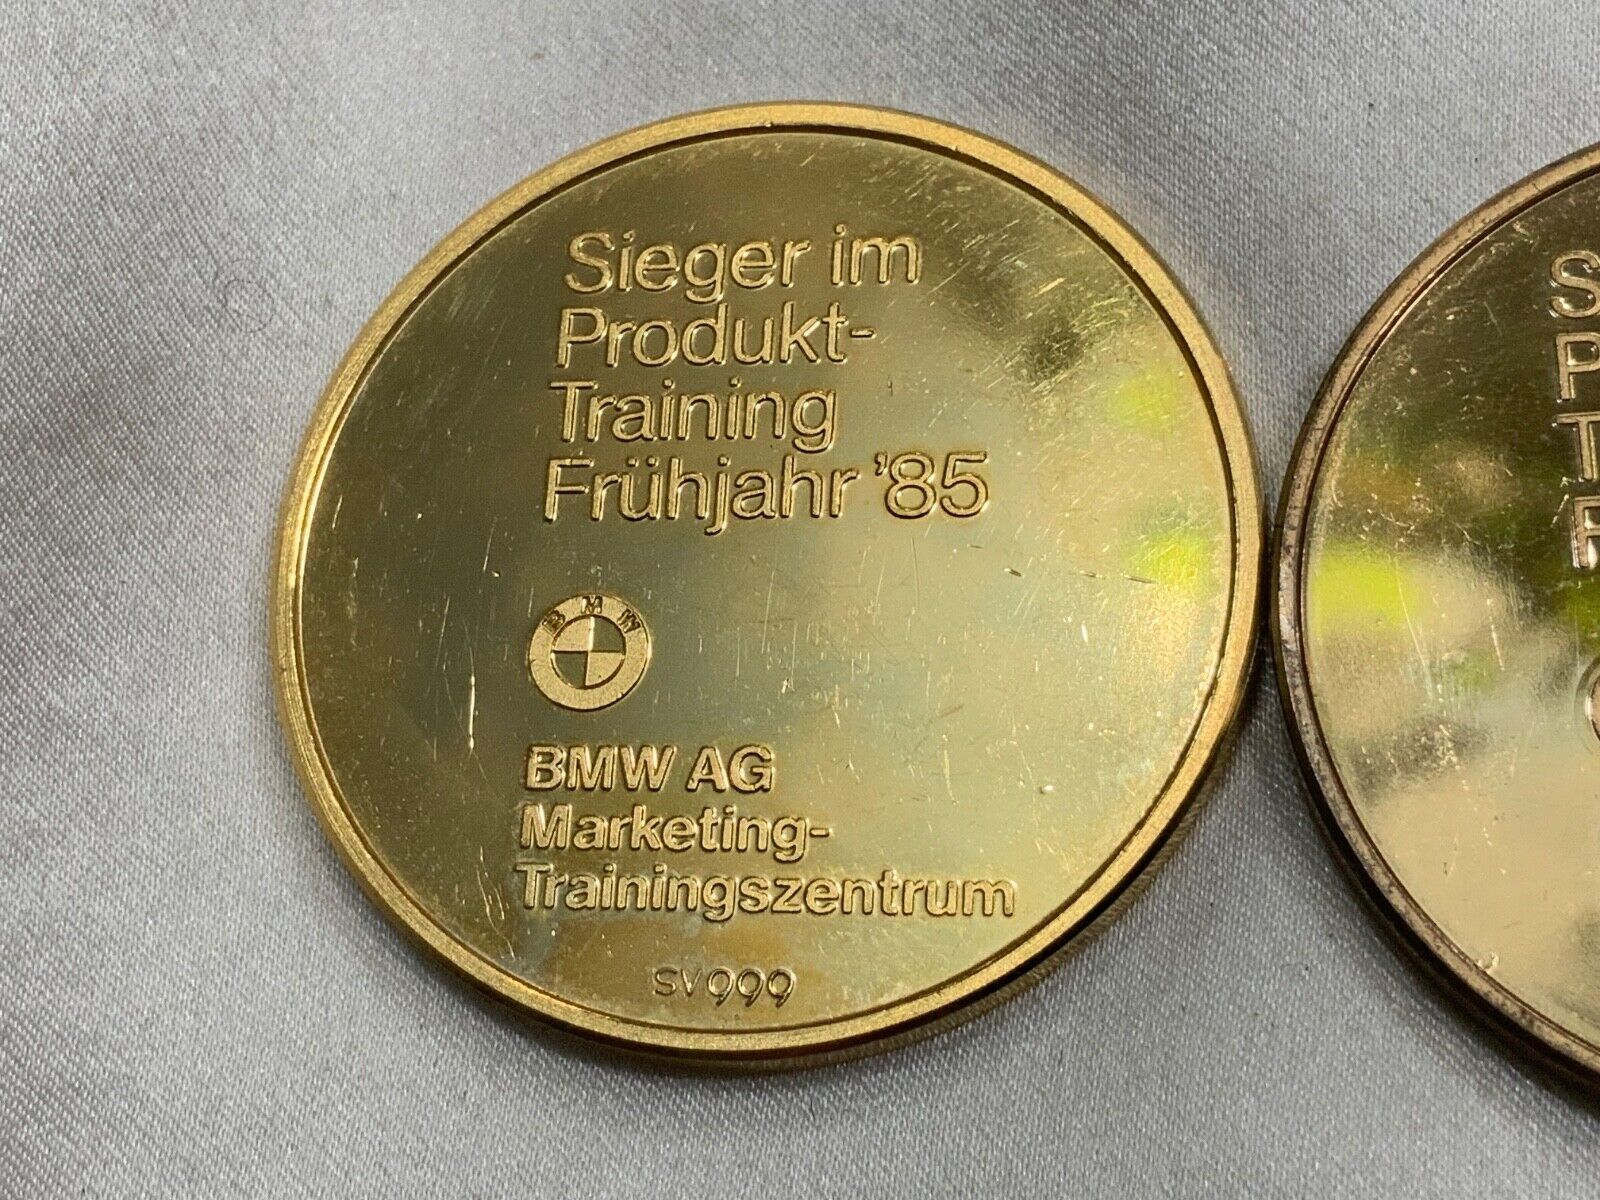 Sieger im
Produkt-
Training
Frühjahr '85
BMW
BMW AG
Marketing-
Trainingszentrum
SV999
S
P
T
F